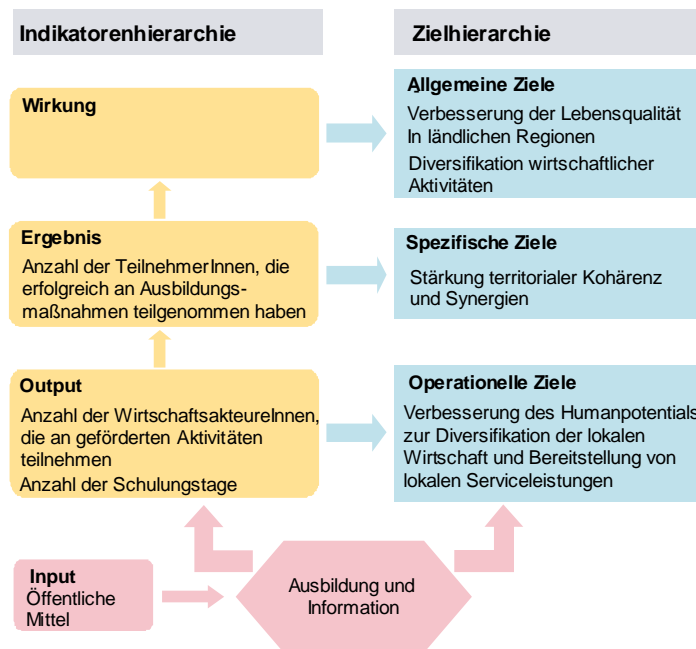 Indikatorenhierarchie
Zielhierarchie
Wirkung
Allgemeine Ziele
Verbesserung der Lebensqualität
In ländlichen Regionen
Diversifikation wirtschaftlicher
Aktivitäten
Ergebnis
Anzahl der TeilnehmerInnen, die
erfolgreich an Ausbildungs-
maßnahmen teilgenommen haben
Spezifische Ziele
Stärkung territorialer Kohärenz
und Synergien
Output
Anzahl der WirtschaftsakteureInnen,
die an geförderten Aktivitäten
teilnehmen
Anzahl der Schulungstage
Operationelle Ziele
Verbesserung des Humanpotentials
zur Diversifikation der lokalen
Wirtschaft und Bereitstellung von
lokalen Serviceleistungen
Input
Öffentliche
Mittel
Ausbildung und
Information